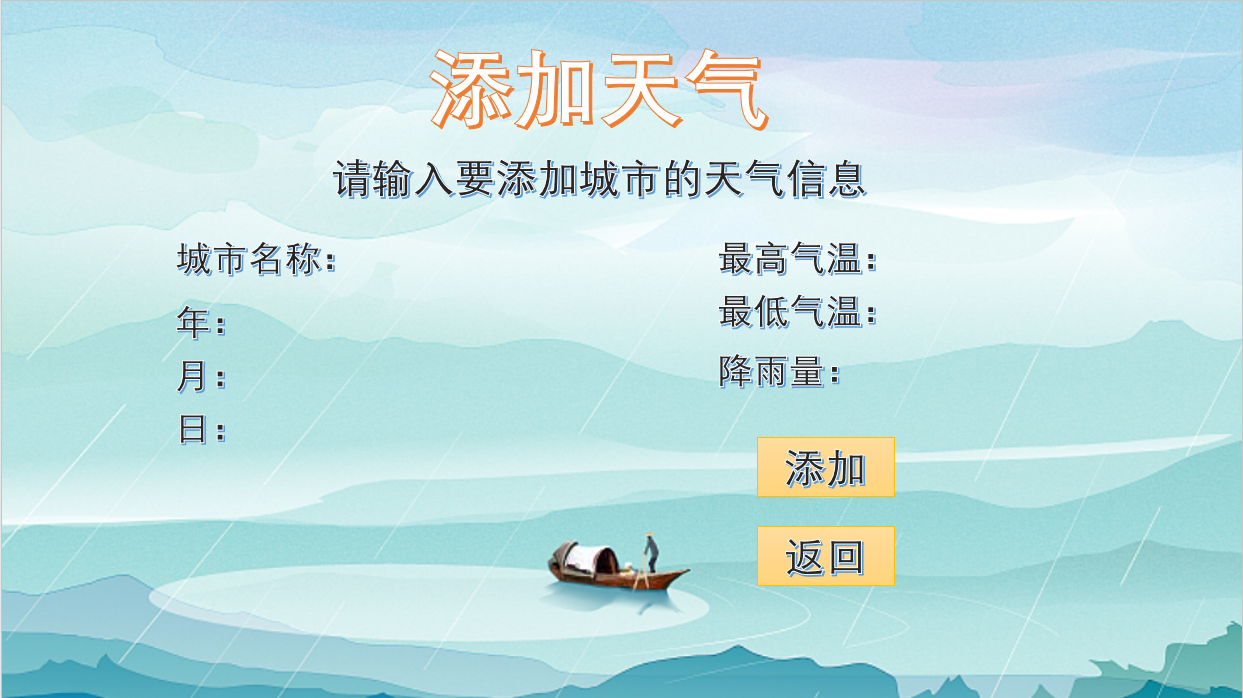 添加天气
请输入要添加城市的天气信息
城市名称：
年：
月：
日：
最高气温：
最低气温：
降雨量：
添加
返回